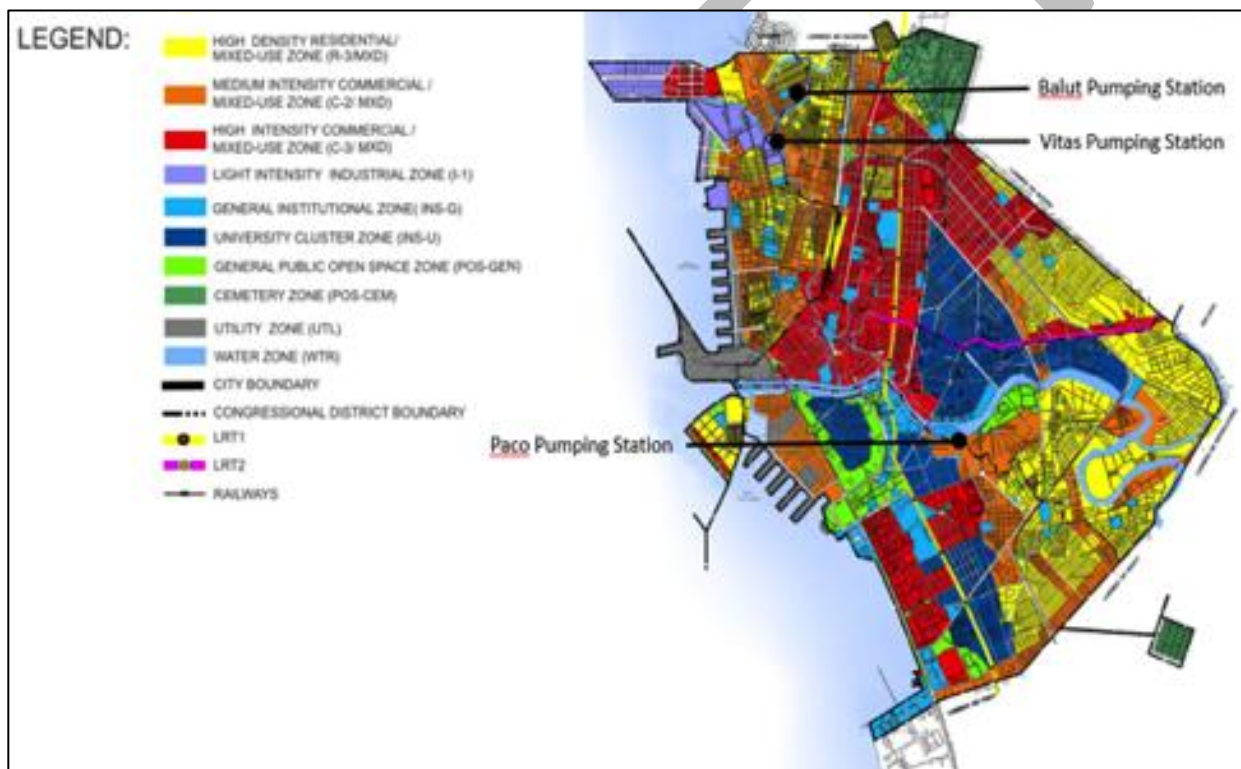 LEGEND:
HIGH DENSITY RESIDENTIAL/
MIXED-USE ZONE (R-3/MXD)
MEDIUM INTENSITY COMMERCIAL /
MIXED-USE ZONE (C-2/ MXD)
HIGH INTENSITY COMMERCIAL /
MIXED-USE ZONE (C-3/ MXD)
LIGHT INTENSITY INDUSTRIAL ZONE (I-1)
GENERAL INSTITUTIONAL ZONE( INS-G)
UNIVERSITY CLUSTER ZONE (INS-U)
GENERAL PUBLIC OPEN SPACE ZONE (POS-GEN)
CEMETERY ZONE (POS-CEM)
UTILITY ZONE (UTL)
WATER ZONE (WTR)
CITY BOUNDARY
CONGRESSIONAL DISTRICT BOUNDARY
LRT1
LRT2
RAILWAYS
Balut Pumping Station
Vitas Pumping Station
Paco Pumping Station